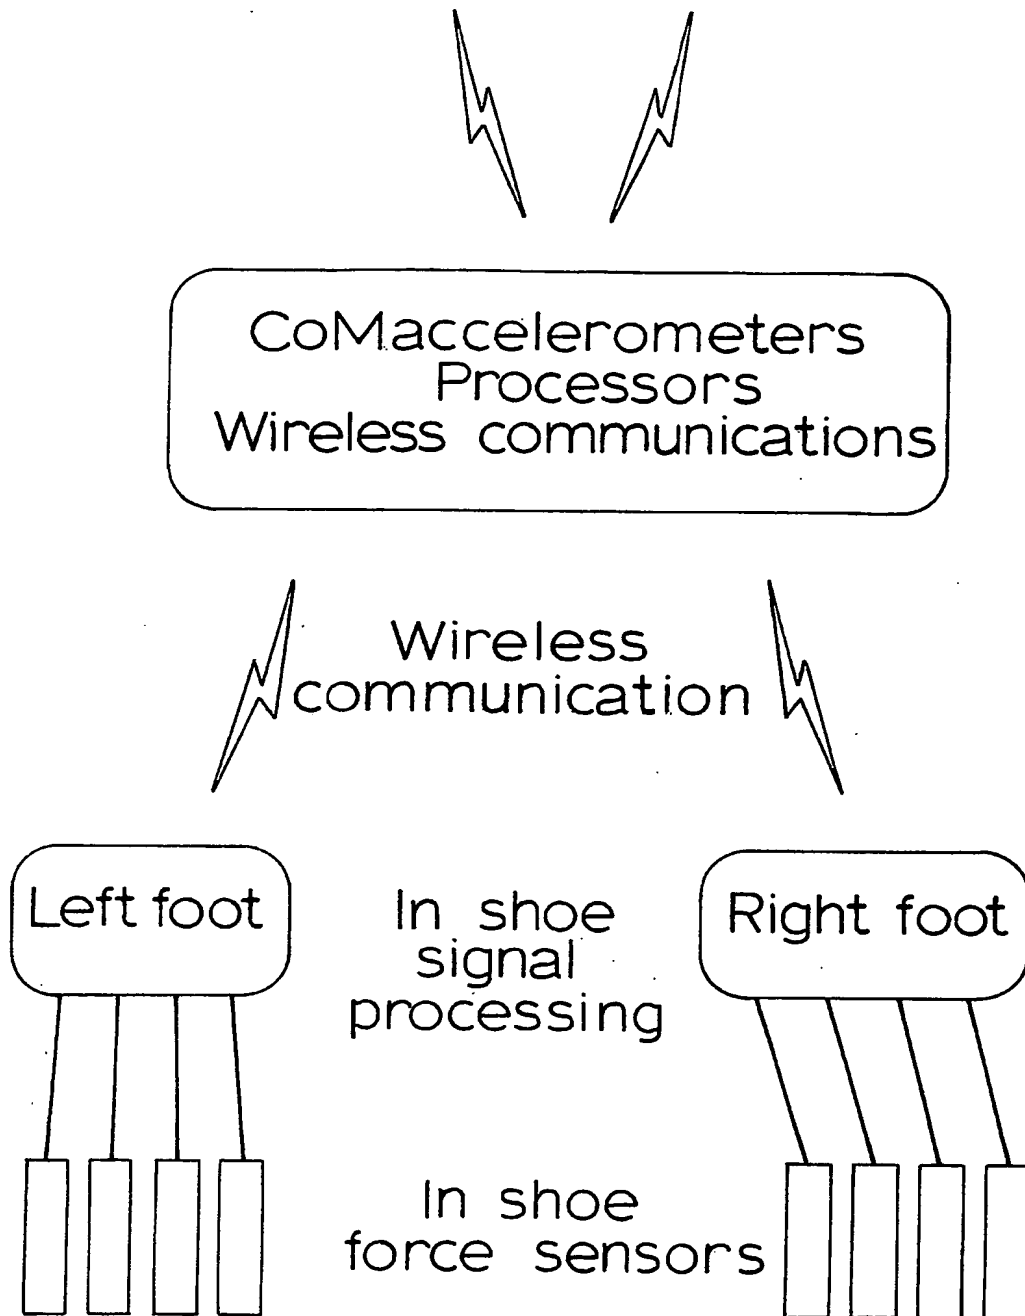 CoMaccelerometers
Processors
Wireless communications
Wireless
communication
Left foot
In shoe
signal
processing
Right foot
In shoe
force sensors